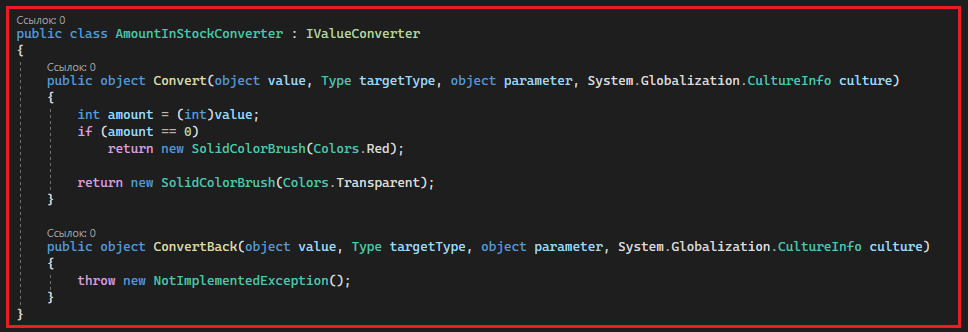 Ссылок: 0
public class AmountInStockConverter : IValueConverter
{
Ссылок: 0
public object Convert(object value, Type targetType, object parameter, System.Globalization.CultureInfo culture)
{
int amount = (int)value;
if (amount == 0)
return new SolidColorBrush(Colors.Red);
return new SolidColorBrush(Colors.Transparent);
}
Ссылок: 0
public object ConvertBack(object value, Type targetType, object parameter, System.Globalization.CultureInfo culture)
{
throw new NotImplementedException();
}
}